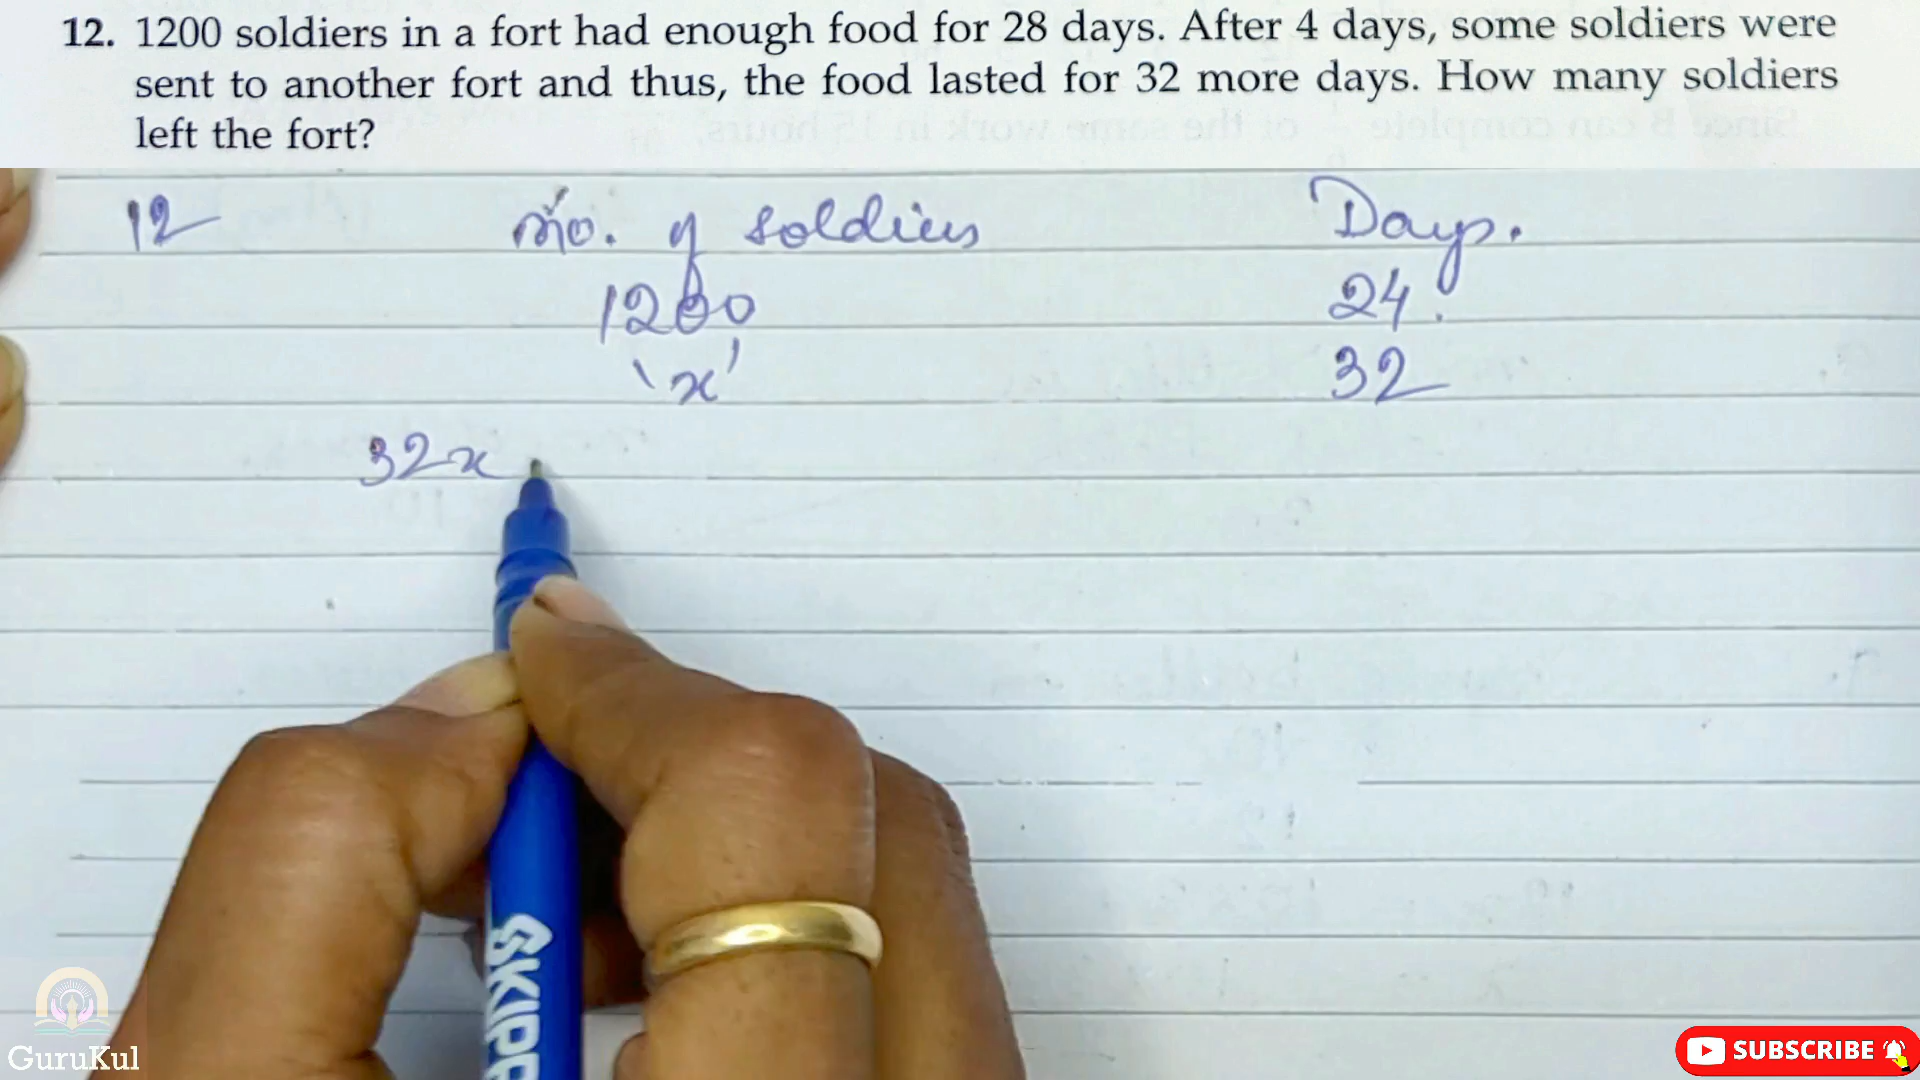 12. 1200 soldiers in a fort had enough food for 28 days. After 4 days, some soldiers were
sent to another fort and thus, the food lasted for 32 more days. How many soldiers
left the fort?
12 No. of soldiers Days.
1200 24.
'x' 32
32x
SKIPP
GuruKul
SUBSCRIBE